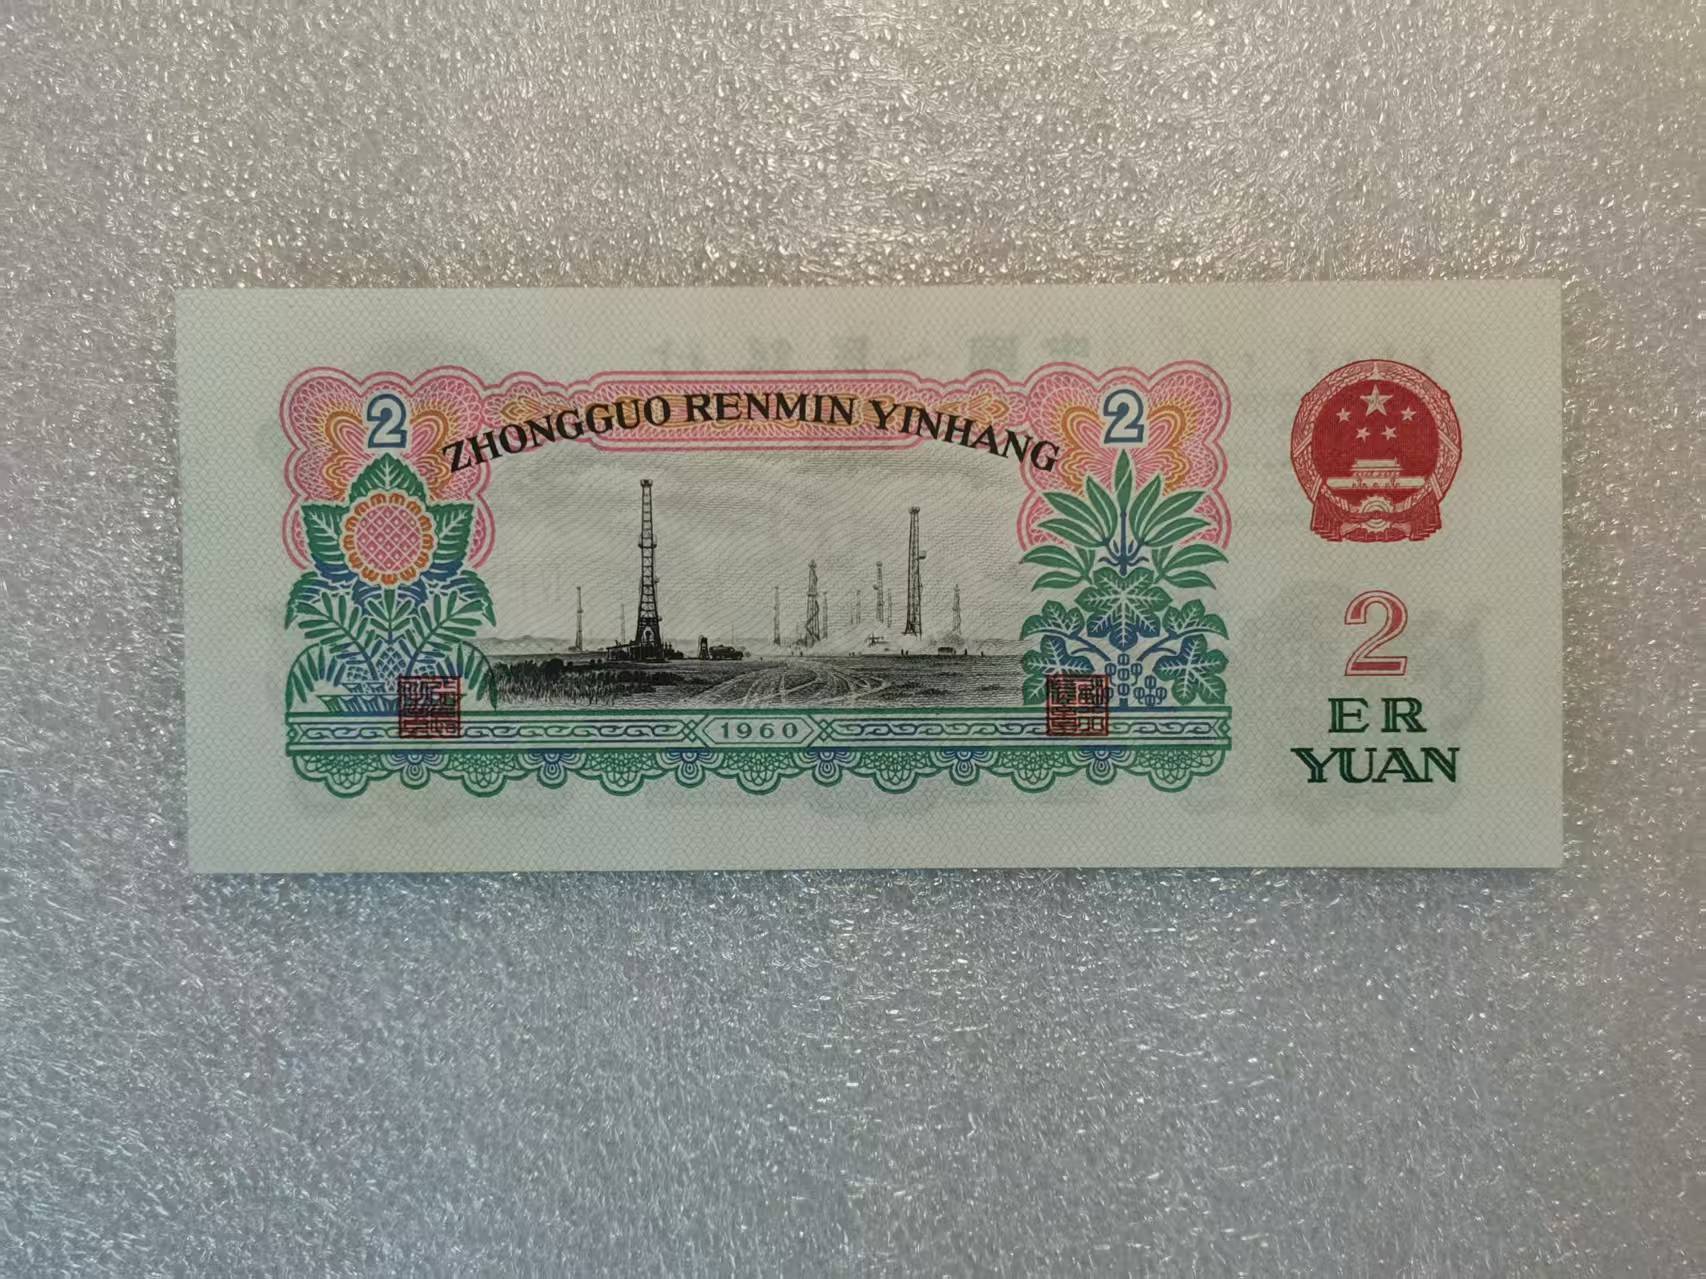 2
ZHONGGUO RENMIN YINHANG
2
1960
2
ER
YUAN